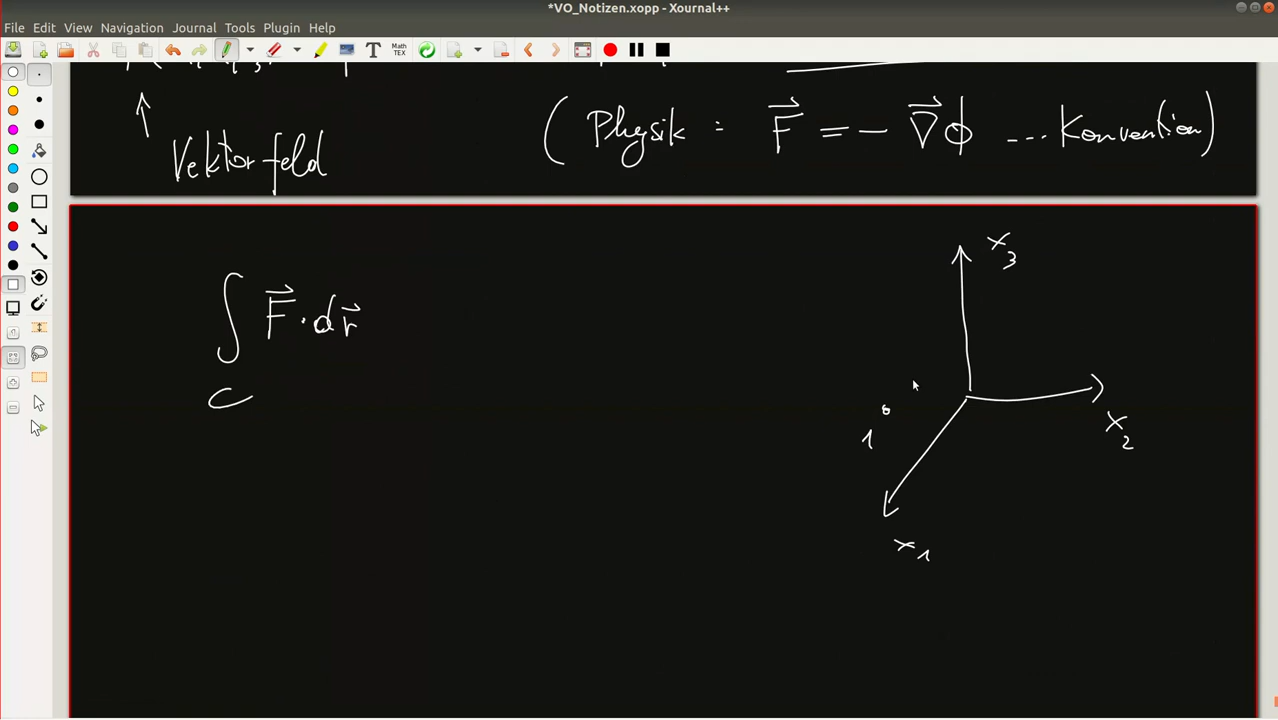 *VO_Notizen.xopp - Xournal++
File Edit View Navigation Journal Tools Plugin Help
T Math TEX
Vektorfeld
(Physik : F⃗ = - ∇⃗ϕ ... Konvention)
∫ F⃗ · dr⃗
C
x₃
x₂
1
x₁